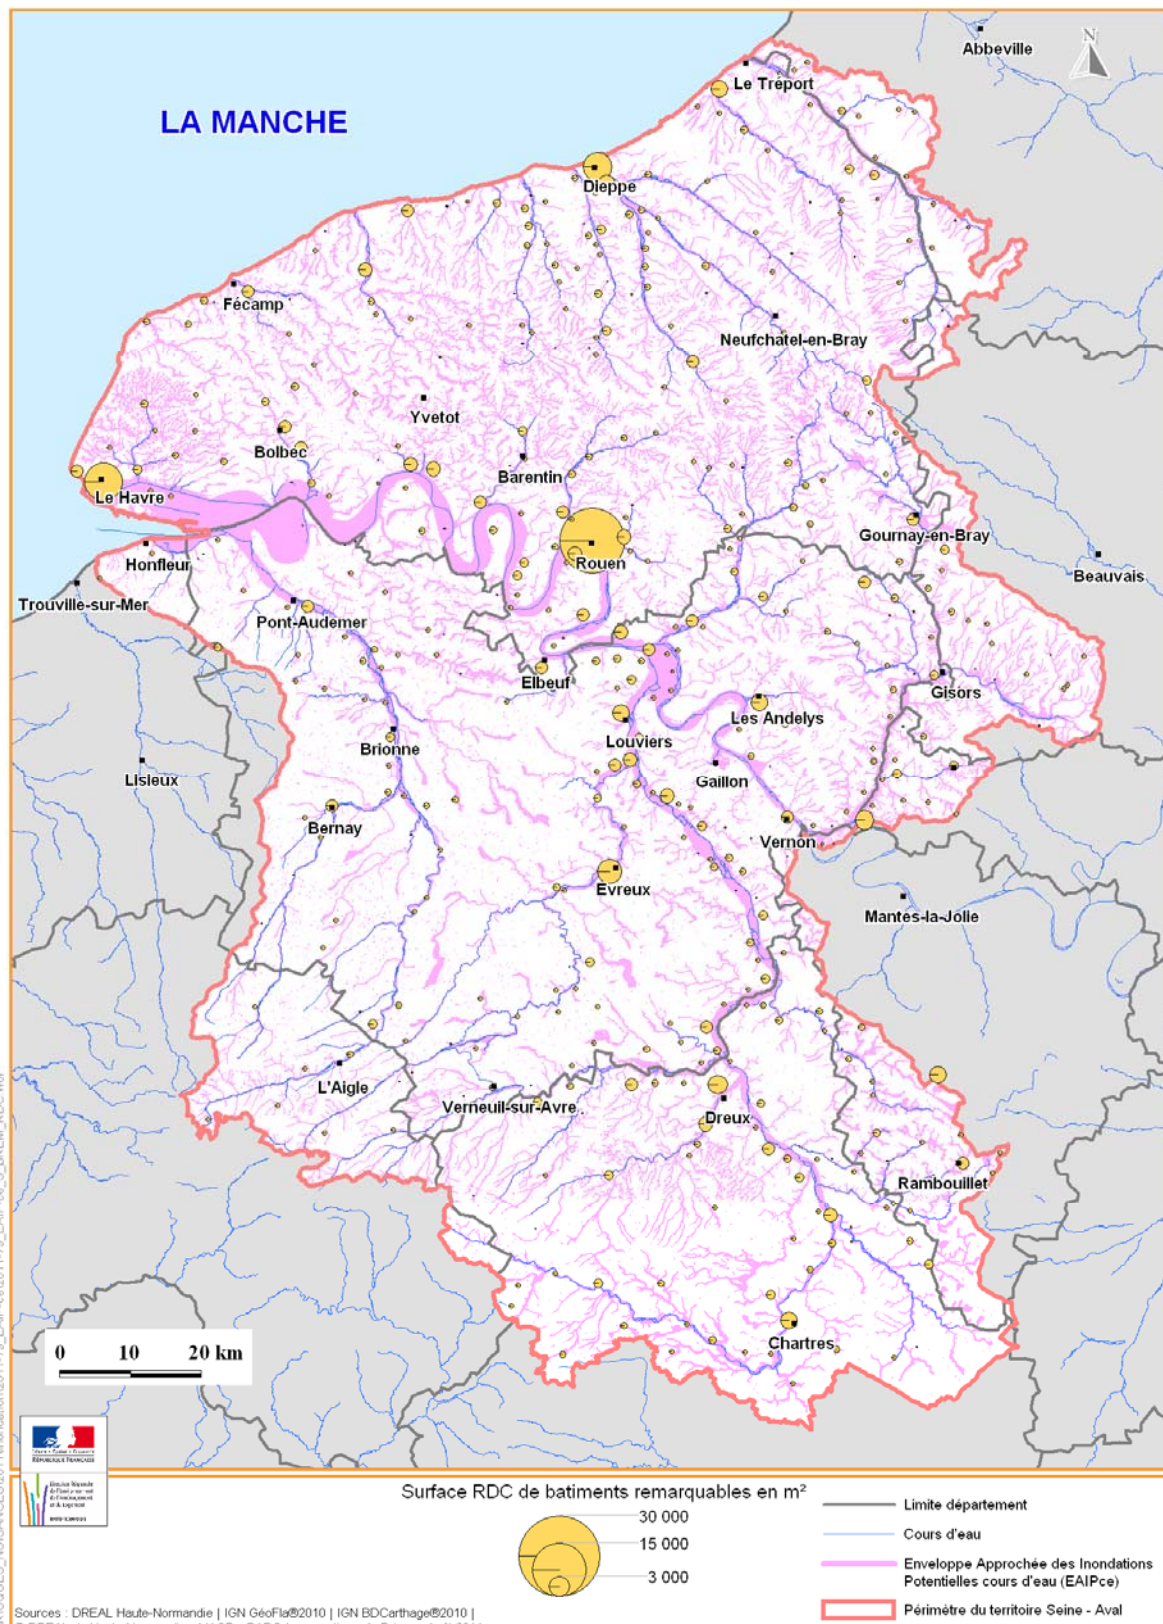 Abbeville
N
Le Tréport
LA MANCHE
Dieppe
Fécamp
Neufchatel-en-Bray
Yvetot
Bolbec
Barentin
Le Havre
Gournay-en-Bray
Honfleur
Rouen
Beauvais
Trouville-sur-Mer
Pont-Audemer
Elbeuf
Gisors
Les Andelys
Louviers
Brionne
Lisieux
Gaillon
Bernay
Vernon
Evreux
Mantes-la-Jolie
L'Aigle
Verneuil-sur-Avre
Dreux
Rambouillet
Chartres
0 10 20 km
RÉPUBLIQUE FRANÇAISE
Surface RDC de batiments remarquables en m²
30 000
15 000
3 000
Limite département
Cours d'eau
Enveloppe Approchée des Inondations
Potentielles cours d'eau (EAIPce)
Périmètre du territoire Seine - Aval
Sources : DREAL Haute-Normandie | IGN GéoFla®2010 | IGN BDCarthage®2010 |